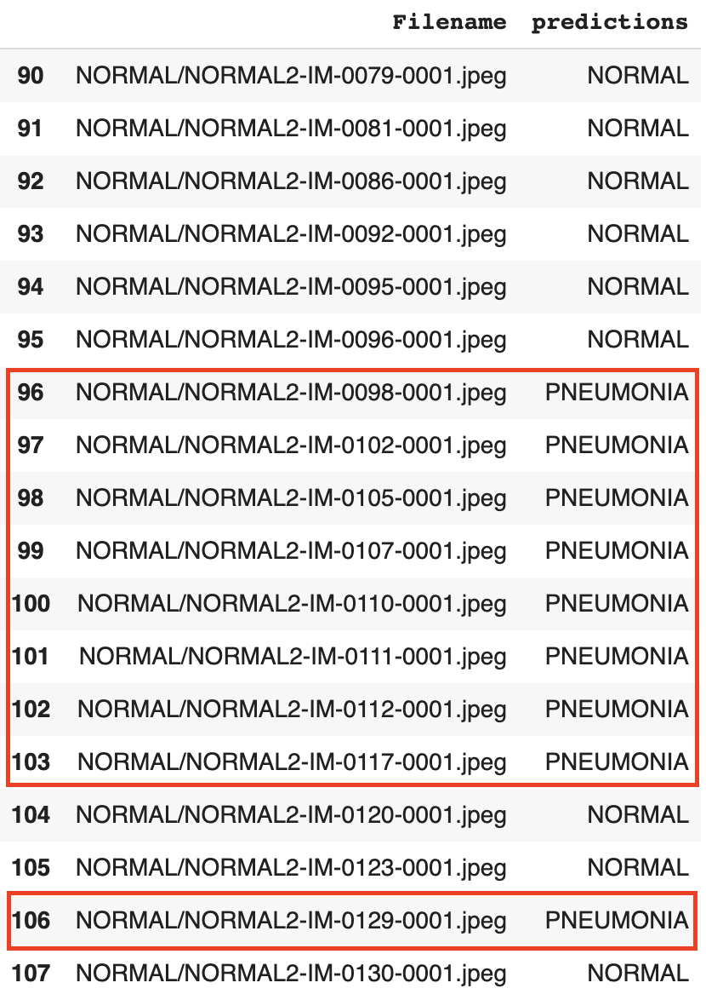 Filename predictions
90 NORMAL/NORMAL2-IM-0079-0001.jpeg NORMAL
91 NORMAL/NORMAL2-IM-0081-0001.jpeg NORMAL
92 NORMAL/NORMAL2-IM-0086-0001.jpeg NORMAL
93 NORMAL/NORMAL2-IM-0092-0001.jpeg NORMAL
94 NORMAL/NORMAL2-IM-0095-0001.jpeg NORMAL
95 NORMAL/NORMAL2-IM-0096-0001.jpeg NORMAL
96 NORMAL/NORMAL2-IM-0098-0001.jpeg PNEUMONIA
97 NORMAL/NORMAL2-IM-0102-0001.jpeg PNEUMONIA
98 NORMAL/NORMAL2-IM-0105-0001.jpeg PNEUMONIA
99 NORMAL/NORMAL2-IM-0107-0001.jpeg PNEUMONIA
100 NORMAL/NORMAL2-IM-0110-0001.jpeg PNEUMONIA
101 NORMAL/NORMAL2-IM-0111-0001.jpeg PNEUMONIA
102 NORMAL/NORMAL2-IM-0112-0001.jpeg PNEUMONIA
103 NORMAL/NORMAL2-IM-0117-0001.jpeg PNEUMONIA
104 NORMAL/NORMAL2-IM-0120-0001.jpeg NORMAL
105 NORMAL/NORMAL2-IM-0123-0001.jpeg NORMAL
106 NORMAL/NORMAL2-IM-0129-0001.jpeg PNEUMONIA
107 NORMAL/NORMAL2-IM-0130-0001.jpeg NORMAL